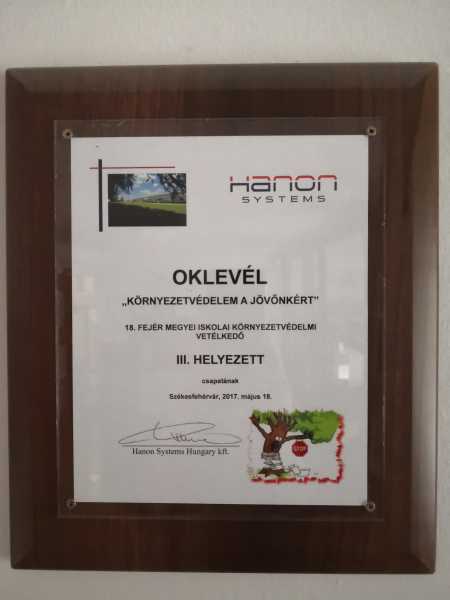 Hanon
SYSTEMS
OKLEVÉL
„KÖRNYEZETVÉDELEM A JÖVŐNKÉRT"
18. FEJÉR MEGYEI ISKOLAI KÖRNYEZETVÉDELMI
VETÉLKEDŐ
III. HELYEZETT
csapatának
Székesfehérvár, 2017. május 18.
Hanon Systems Hungary kft.
STOP